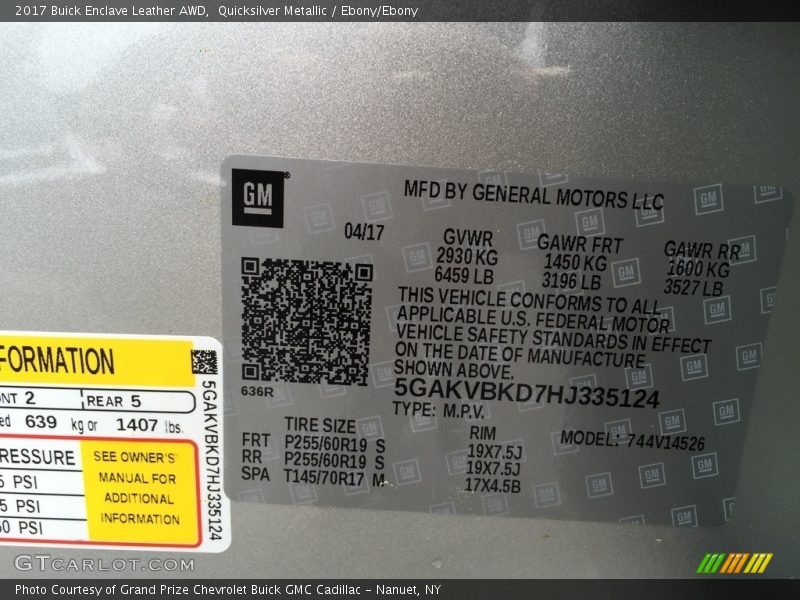 2017 Buick Enclave Leather AWD, Quicksilver Metallic / Ebony/Ebony
GM®
MFD BY GENERAL MOTORS LLC
04/17
GVWR GAWR FRT GAWR RR
2930 KG 1450 KG 1600 KG
6459 LB 3196 LB 3527 LB
THIS VEHICLE CONFORMS TO ALL
APPLICABLE U.S. FEDERAL MOTOR
VEHICLE SAFETY STANDARDS IN EFFECT
ON THE DATE OF MANUFACTURE
SHOWN ABOVE.
636R
5GAKVBKD7HJ335124
TYPE: M.P.V.
TIRE SIZE RIM MODEL: 744V14526
FRT P255/60R19 S 19X7.5J
RR P255/60R19 S 19X7.5J
SPA T145/70R17 M 17X4.5B
FORMATION
NT 2 REAR 5
ed 639 kg or 1407 lbs.
RESSURE
5 PSI
5 PSI
60 PSI
SEE OWNER'S
MANUAL FOR
ADDITIONAL
INFORMATION
5GAKVBKD7HJ335124
GTCARLOT.COM
Photo Courtesy of Grand Prize Chevrolet Buick GMC Cadillac - Nanuet, NY